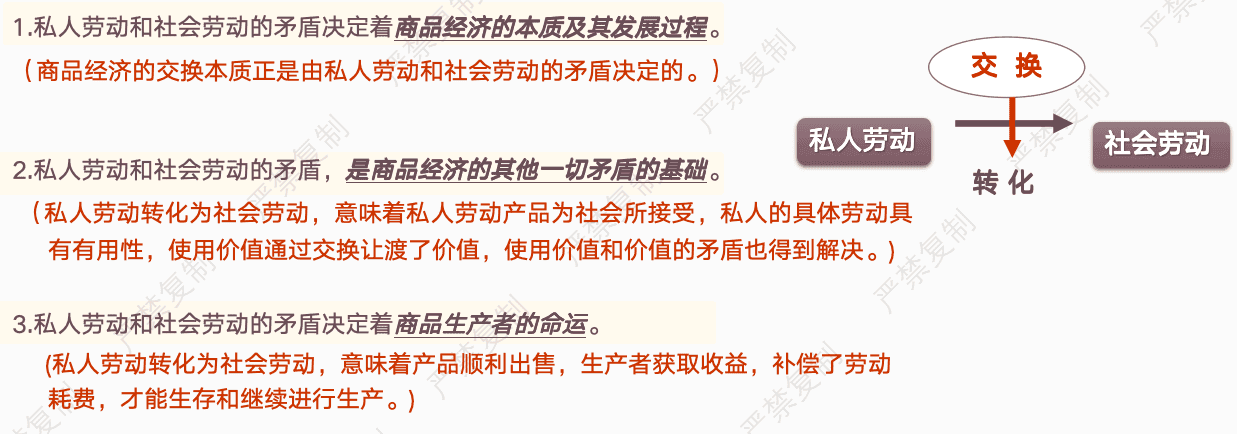 1.私人劳动和社会劳动的矛盾决定着商品经济的本质及其发展过程。
（商品经济的交换本质正是由私人劳动和社会劳动的矛盾决定的。）
交 换
私人劳动
社会劳动
转 化
2.私人劳动和社会劳动的矛盾，是商品经济的其他一切矛盾的基础。
（私人劳动转化为社会劳动，意味着私人劳动产品为社会所接受，私人的具体劳动具
有有用性，使用价值通过交换让渡了价值，使用价值和价值的矛盾也得到解决。)
3.私人劳动和社会劳动的矛盾决定着商品生产者的命运。
(私人劳动转化为社会劳动，意味着产品顺利出售，生产者获取收益，补偿了劳动
耗费，才能生存和继续进行生产。)
严禁复制
严禁复制
严禁复制
严禁复制
严禁复制
严禁复制
严禁复制
严禁复制
严禁复制
严禁复制
严禁复制